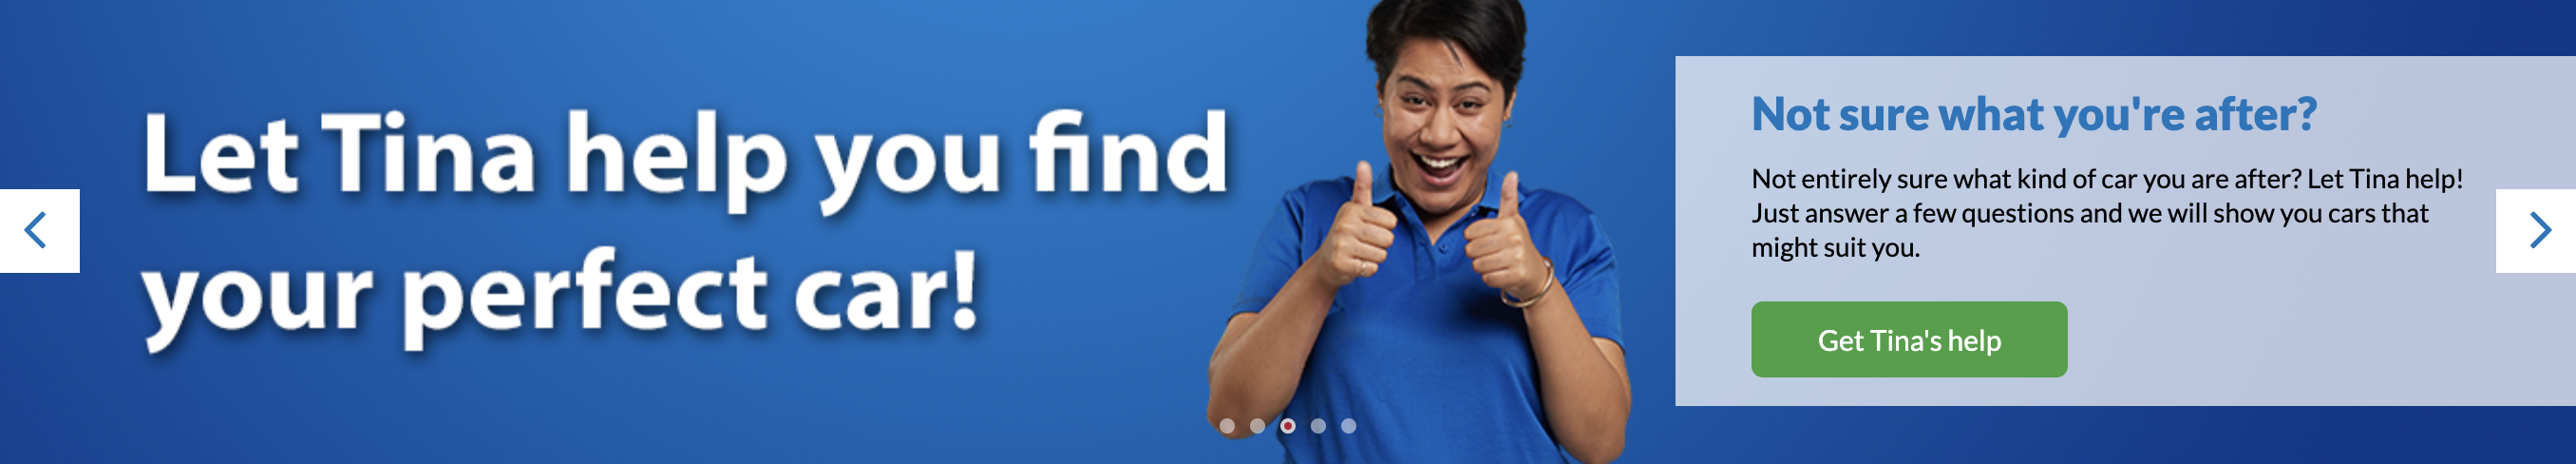 Let Tina help you find
your perfect car!
Not sure what you're after?
Not entirely sure what kind of car you are after? Let Tina help!
Just answer a few questions and we will show you cars that
might suit you.
Get Tina's help